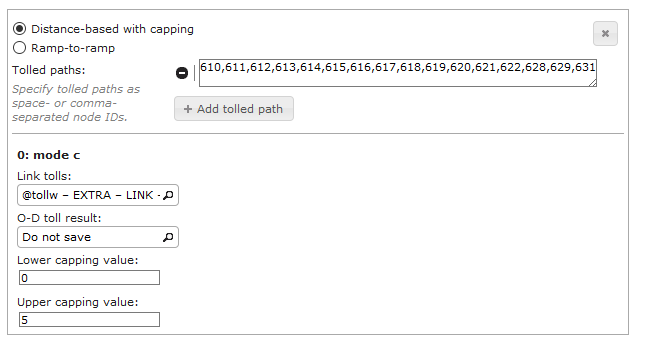 Distance-based with capping
Ramp-to-ramp
Tolled paths:
610,611,612,613,614,615,616,617,618,619,620,621,622,628,629,631
Specify tolled paths as
space- or comma-
separated node IDs.
+ Add tolled path
0: mode c
Link tolls:
@tollw – EXTRA – LINK -
O-D toll result:
Do not save
Lower capping value:
0
Upper capping value:
5